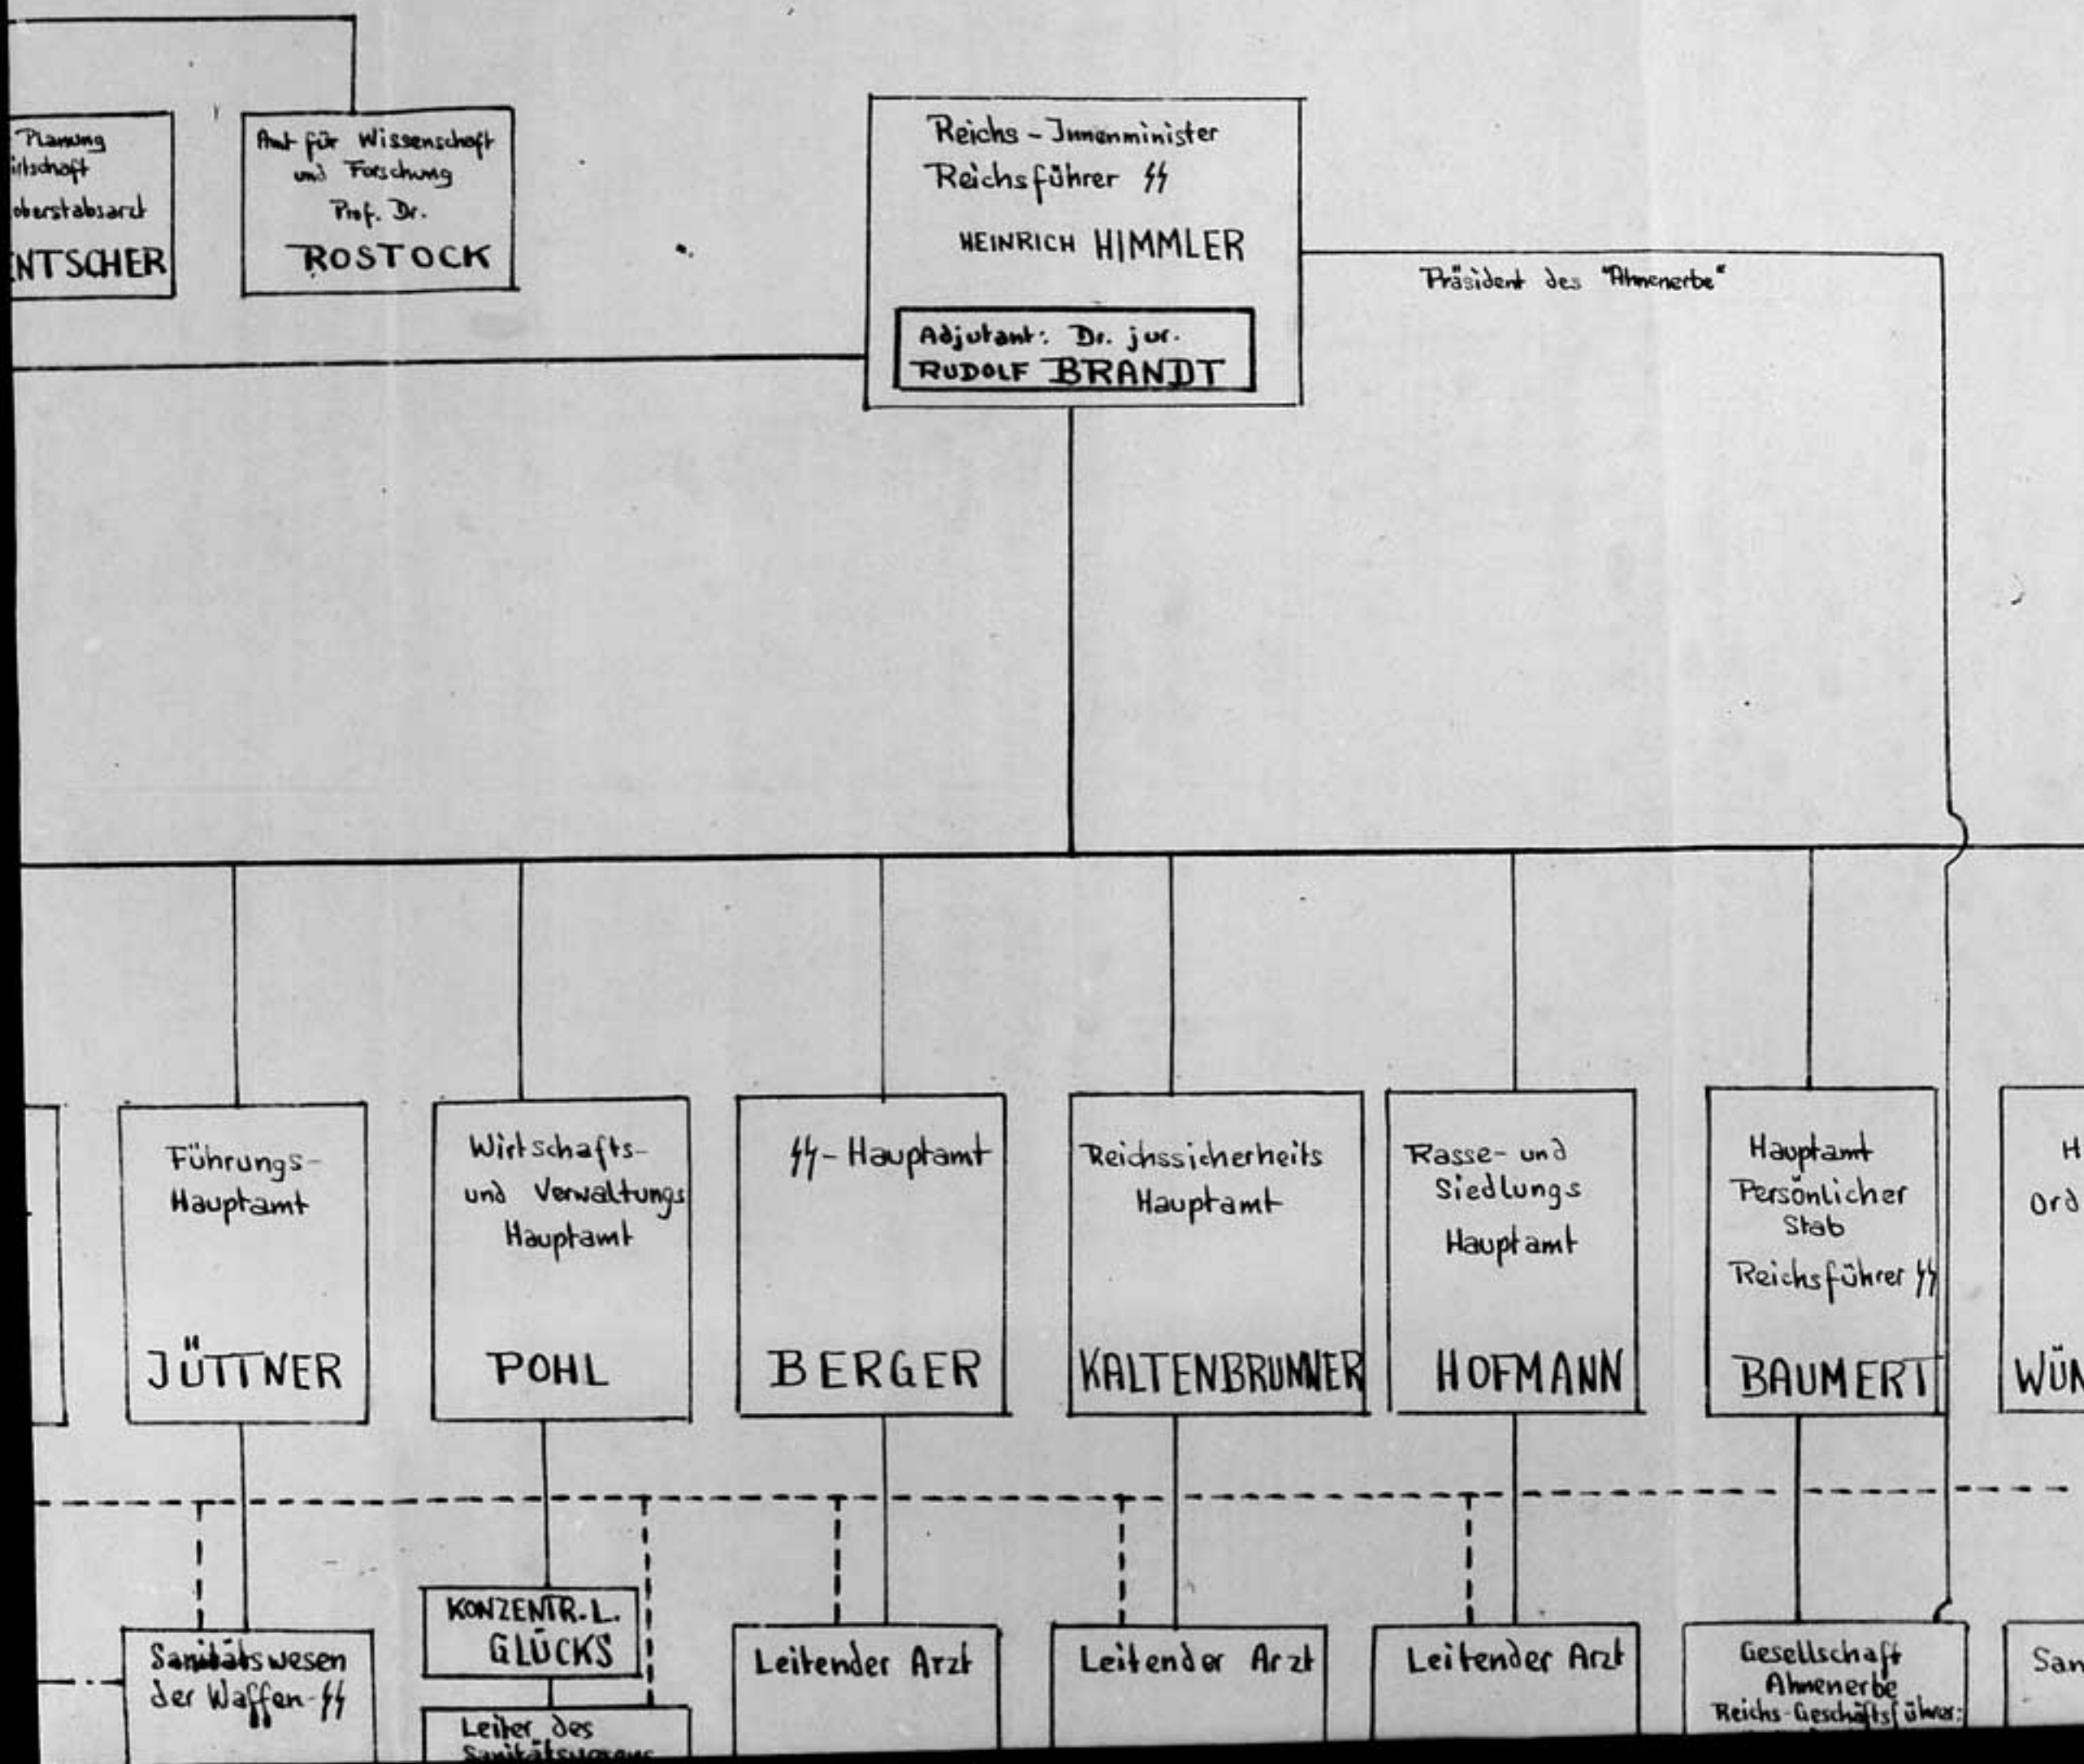 Planung
oberstabsarzt
NTSCHER
Amt für Wissenschaft
und Forschung
Prof. Dr.
ROSTOCK
Reichs - Innenminister
Reichsführer SS
HEINRICH HIMMLER
Adjutant: Dr. jur.
RUDOLF BRANDT
Präsident des "Ahnenerbe"
Führungs-
Hauptamt
JÜTTNER
Wirtschafts-
und Verwaltungs
Hauptamt
POHL
SS - Hauptamt
BERGER
Reichssicherheits
Hauptamt
KALTENBRUNNER
Rasse- und
Siedlungs
Hauptamt
HOFMANN
Hauptamt
Persönlicher
Stab
Reichsführer SS
BAUMERT
H
Ord
WÜN
Sanitätswesen
der Waffen-SS
KONZENTR. L.
GLÜCKS
Leiter des
Sanitätswesens
Leitender Arzt
Leitender Arzt
Leitender Arzt
Gesellschaft
Ahnenerbe
Reichs-Geschäftsführer:
San